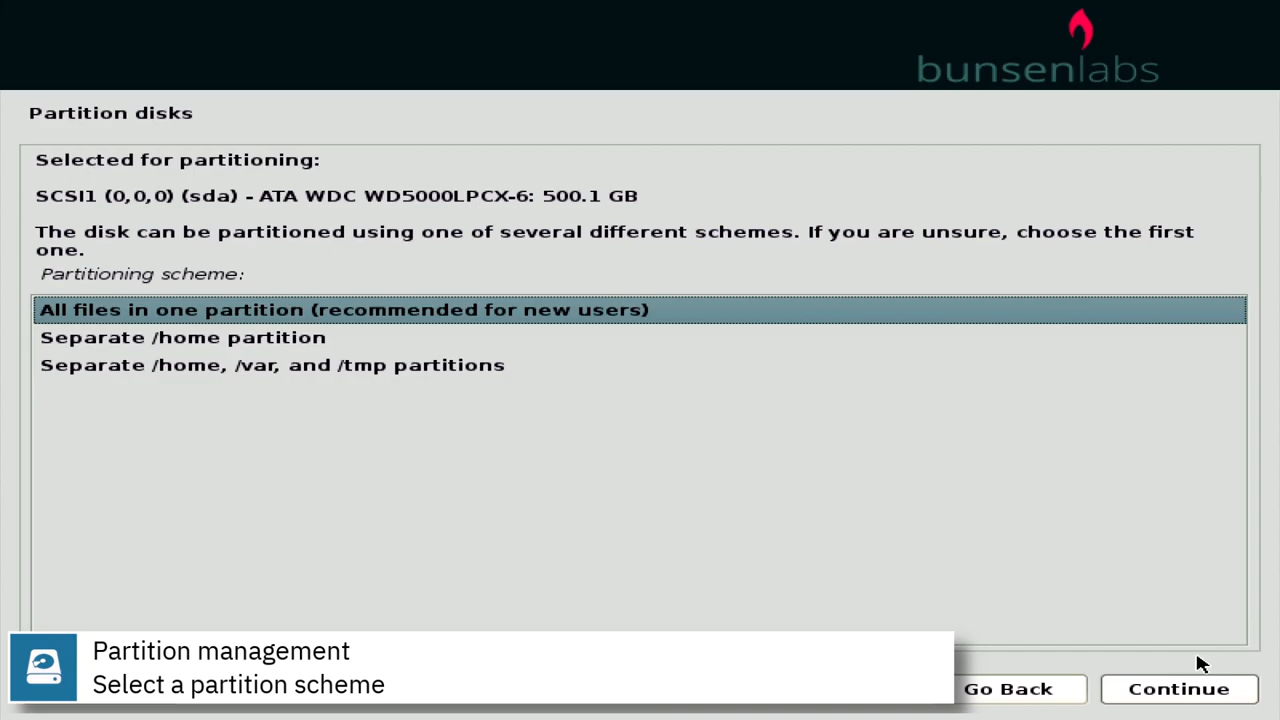 bunsenlabs
Partition disks
Selected for partitioning:
SCSI1 (0,0,0) (sda) - ATA WDC WD5000LPCX-6: 500.1 GB
The disk can be partitioned using one of several different schemes. If you are unsure, choose the first
one.
Partitioning scheme:
All files in one partition (recommended for new users)
Separate /home partition
Separate /home, /var, and /tmp partitions
Partition management
Select a partition scheme
Go Back
Continue